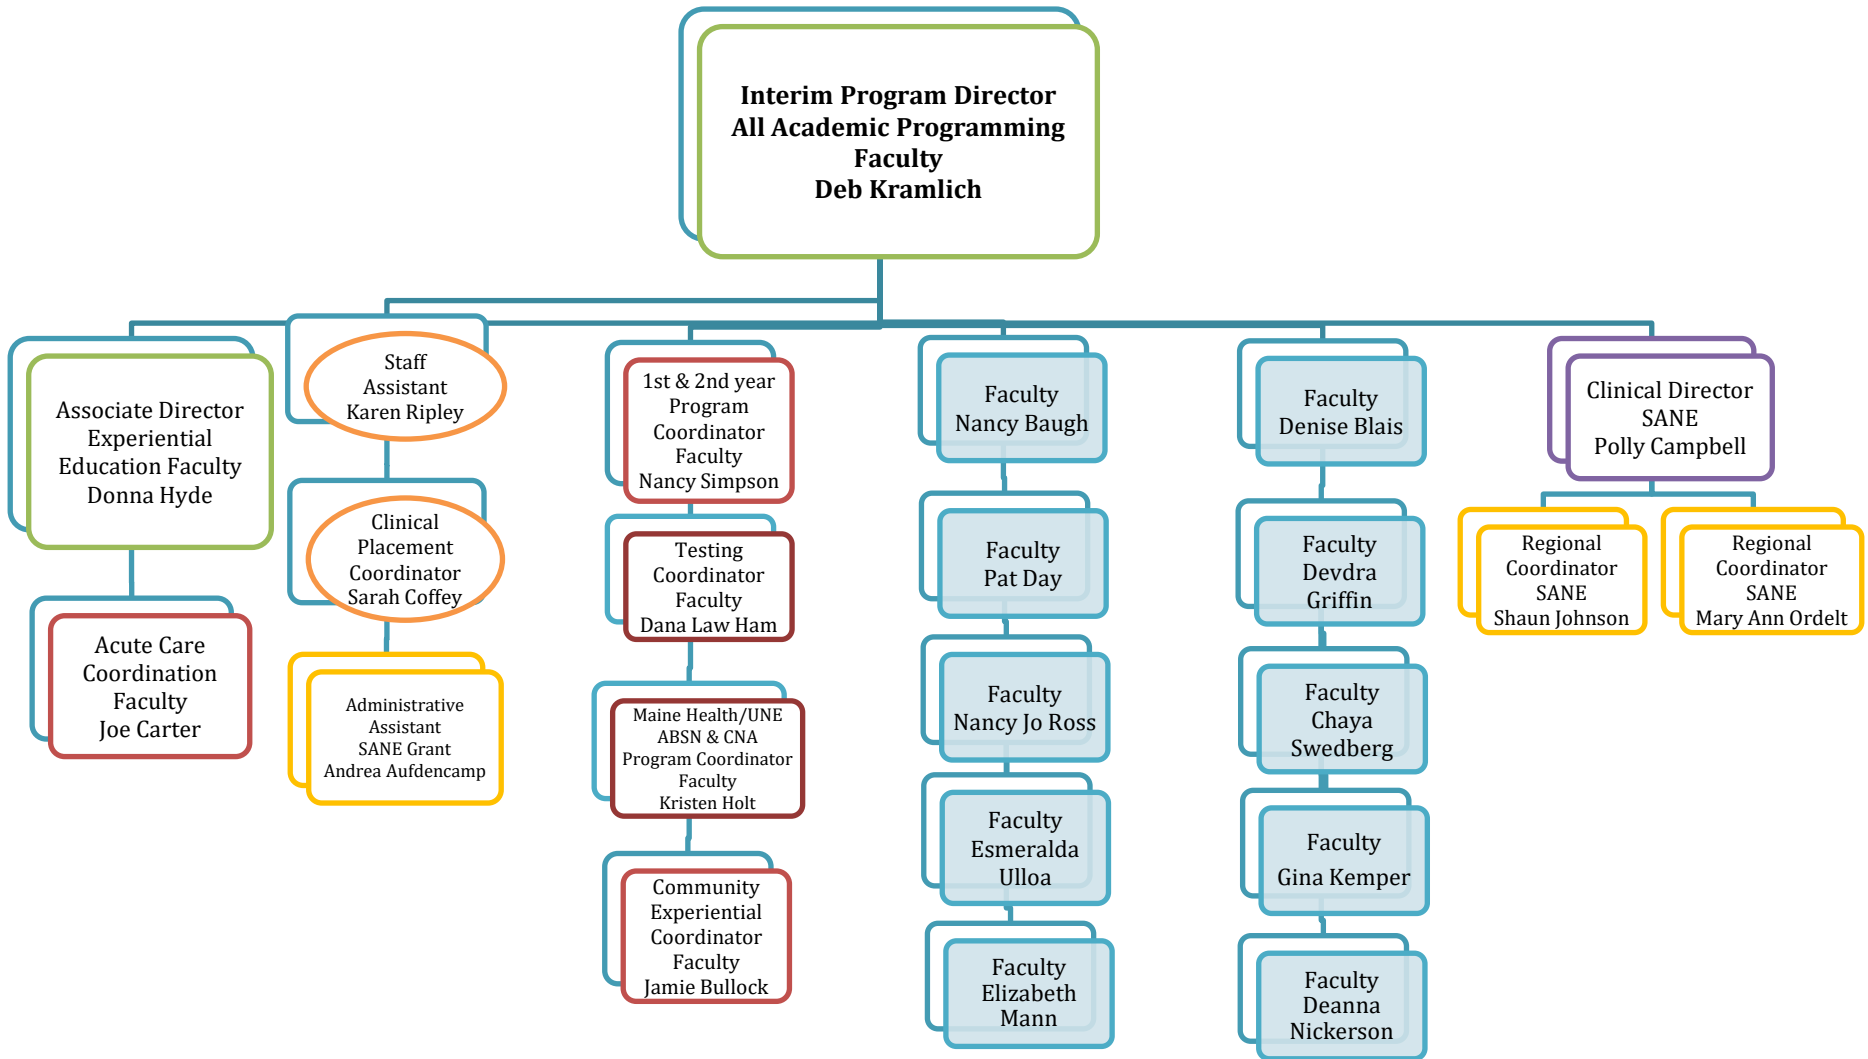 Interim Program Director
All Academic Programming
Faculty
Deb Kramlich
Associate Director
Experiential
Education Faculty
Donna Hyde
Acute Care
Coordination
Faculty
Joe Carter
Staff
Assistant
Karen Ripley
Clinical
Placement
Coordinator
Sarah Coffey
Administrative
Assistant
SANE Grant
Andrea Aufdencamp
1st & 2nd year
Program
Coordinator
Faculty
Nancy Simpson
Testing
Coordinator
Faculty
Dana Law Ham
Maine Health/UNE
ABSN & CNA
Program Coordinator
Faculty
Kristen Holt
Community
Experiential
Coordinator
Faculty
Jamie Bullock
Faculty
Nancy Baugh
Faculty
Pat Day
Faculty
Nancy Jo Ross
Faculty
Esmeralda
Ulloa
Faculty
Elizabeth
Mann
Faculty
Denise Blais
Faculty
Devdra
Griffin
Faculty
Chaya
Swedberg
Faculty
Gina Kemper
Faculty
Deanna
Nickerson
Clinical Director
SANE
Polly Campbell
Regional
Coordinator
SANE
Shaun Johnson
Regional
Coordinator
SANE
Mary Ann Ordelt